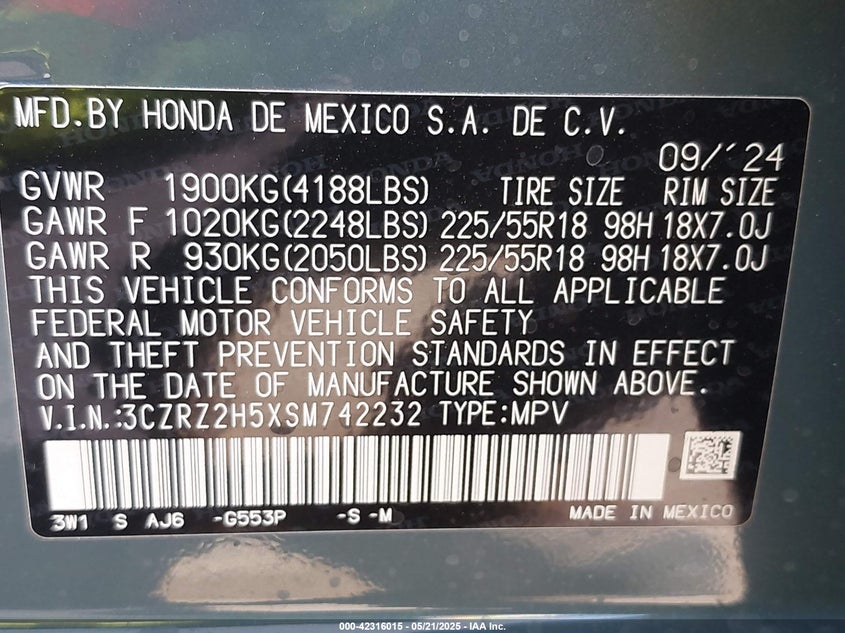 MFD.BY HONDA DE MEXICO S.A. DE C.V.
09/´24
GVWR 1900KG(4188LBS) TIRE SIZE RIM SIZE
GAWR F 1020KG(2248LBS) 225/55R18 98H 18X7.0J
GAWR R 930KG(2050LBS) 225/55R18 98H 18X7.0J
THIS VEHICLE CONFORMS TO ALL APPLICABLE
FEDERAL MOTOR VEHICLE SAFETY
AND THEFT PREVENTION STANDARDS IN EFFECT
ON THE DATE OF MANUFACTURE SHOWN ABOVE.
V.I.N.:3CZRZ2H5XSM742232 TYPE:MPV
3W1 S AJ6 -G553P -S -M MADE IN MEXICO
000-42316015 - 05/21/2025 - IAA Inc.